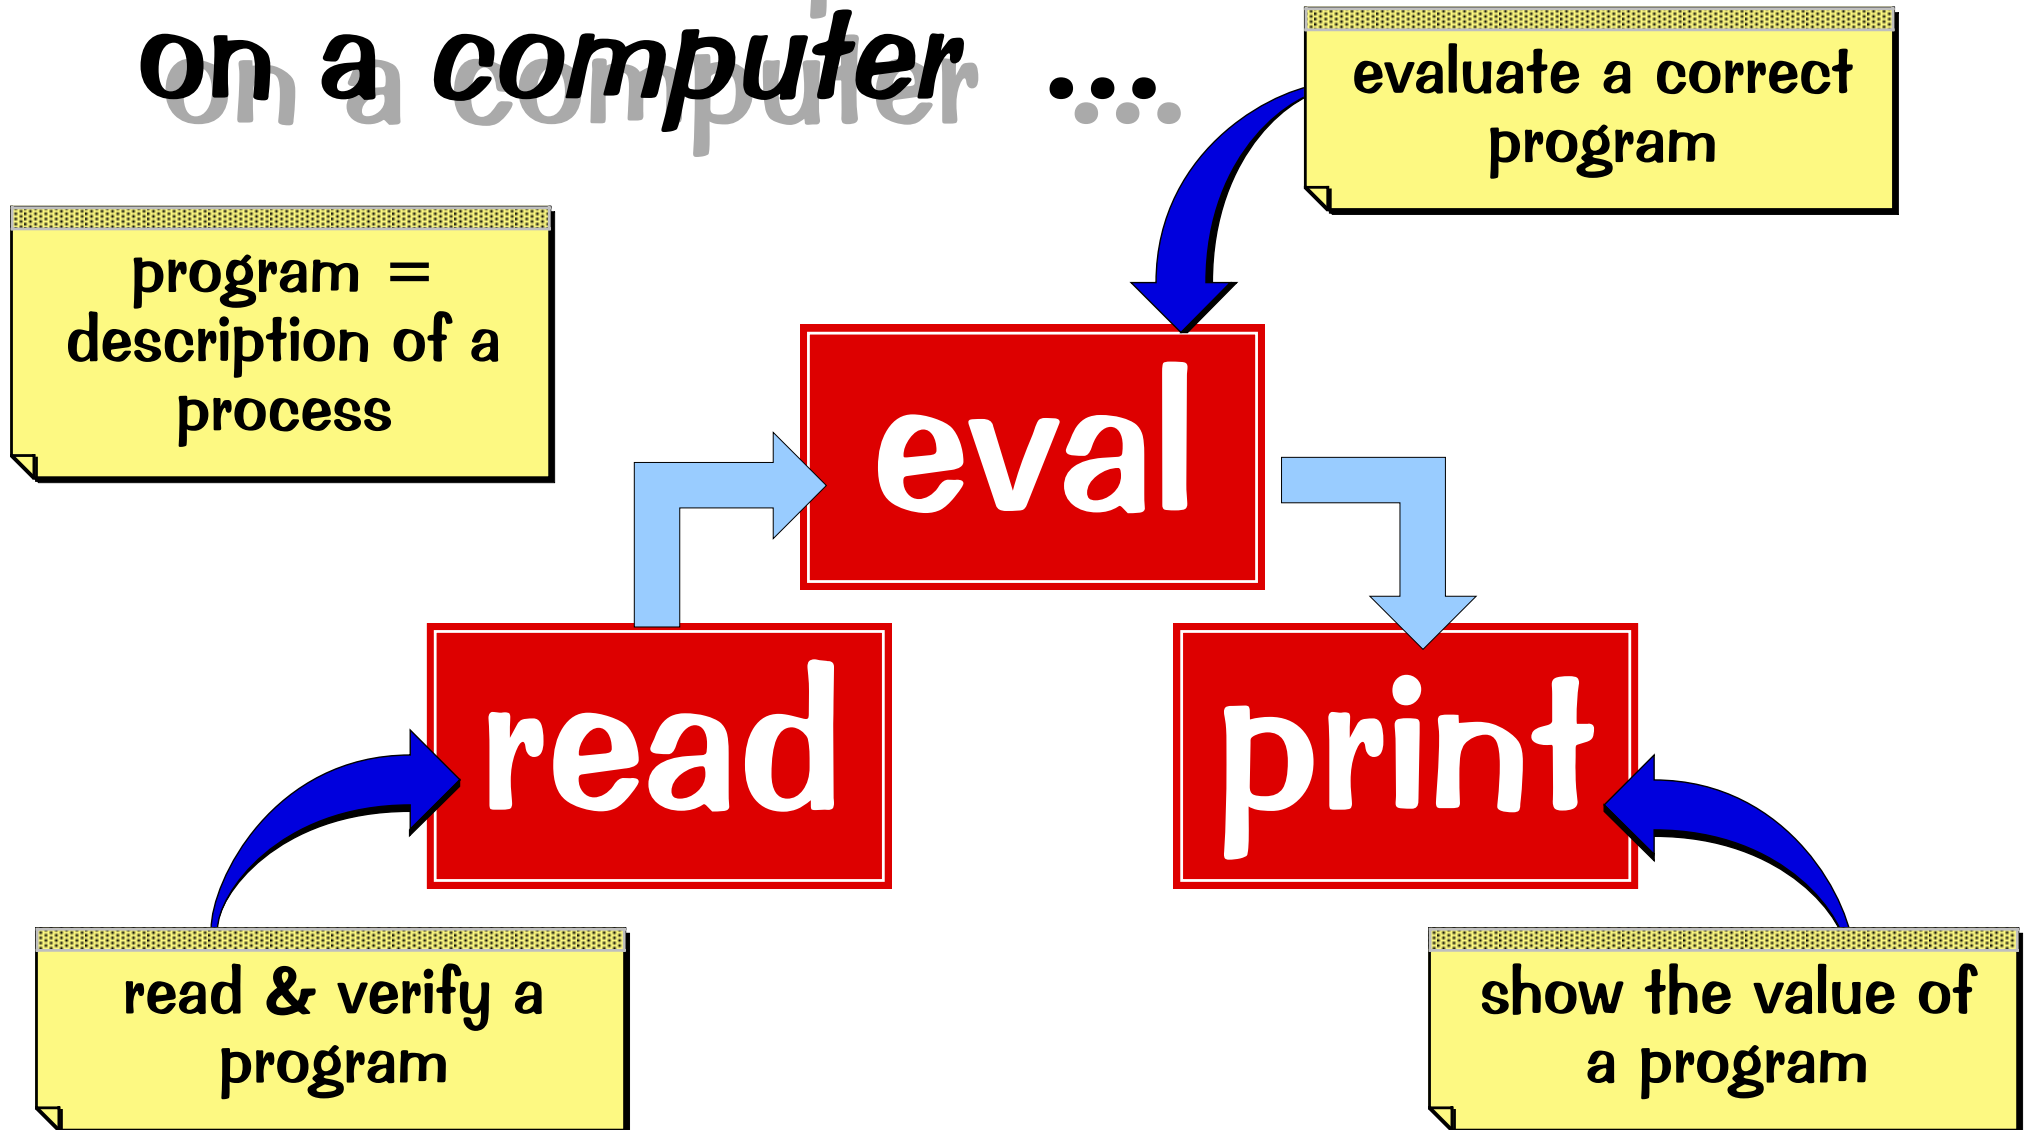 on a computer ...
evaluate a correct
program
program =
description of a
process
eval
read
print
read & verify a
program
show the value of
a program